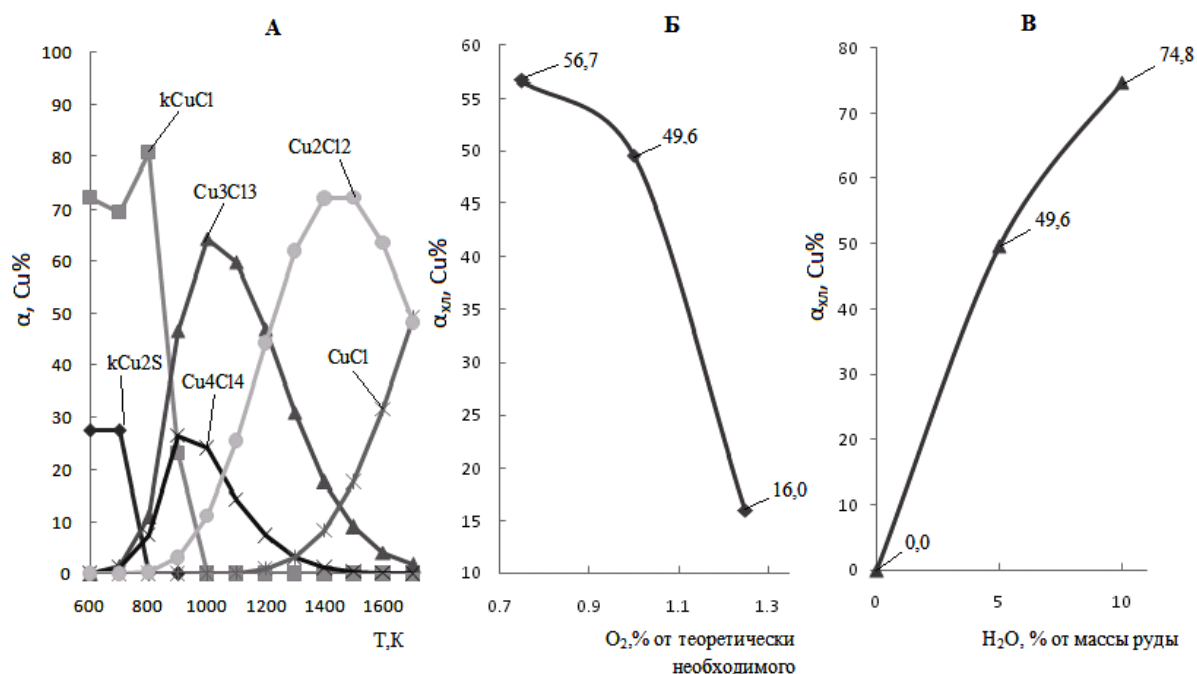 А
100
90
80
70
60
50
40
30
20
10
0
α, Cu%
kCuCl
Cu2Cl2
Cu3Cl3
kCu2S
Cu4Cl4
CuCl
600 800 1000 1200 1400 1600
T,K
Б
60
55
50
45
40
35
30
25
20
15
10
αхл, Cu%
56,7
49,6
16,0
0.7 0.9 1.1 1.3
O2,% от теоретически
необходимого
В
90
80
70
60
50
40
30
20
10
0
αхл, Cu%
74,8
49,6
0,0
0 5 10
H2O, % от массы руды